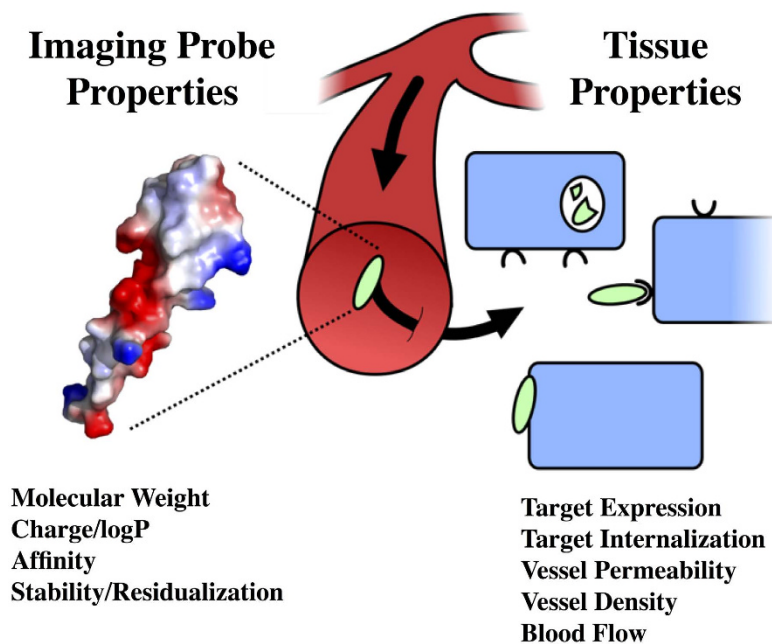 Imaging Probe
Properties
Tissue
Properties
Molecular Weight
Charge/logP
Affinity
Stability/Residualization
Target Expression
Target Internalization
Vessel Permeability
Vessel Density
Blood Flow